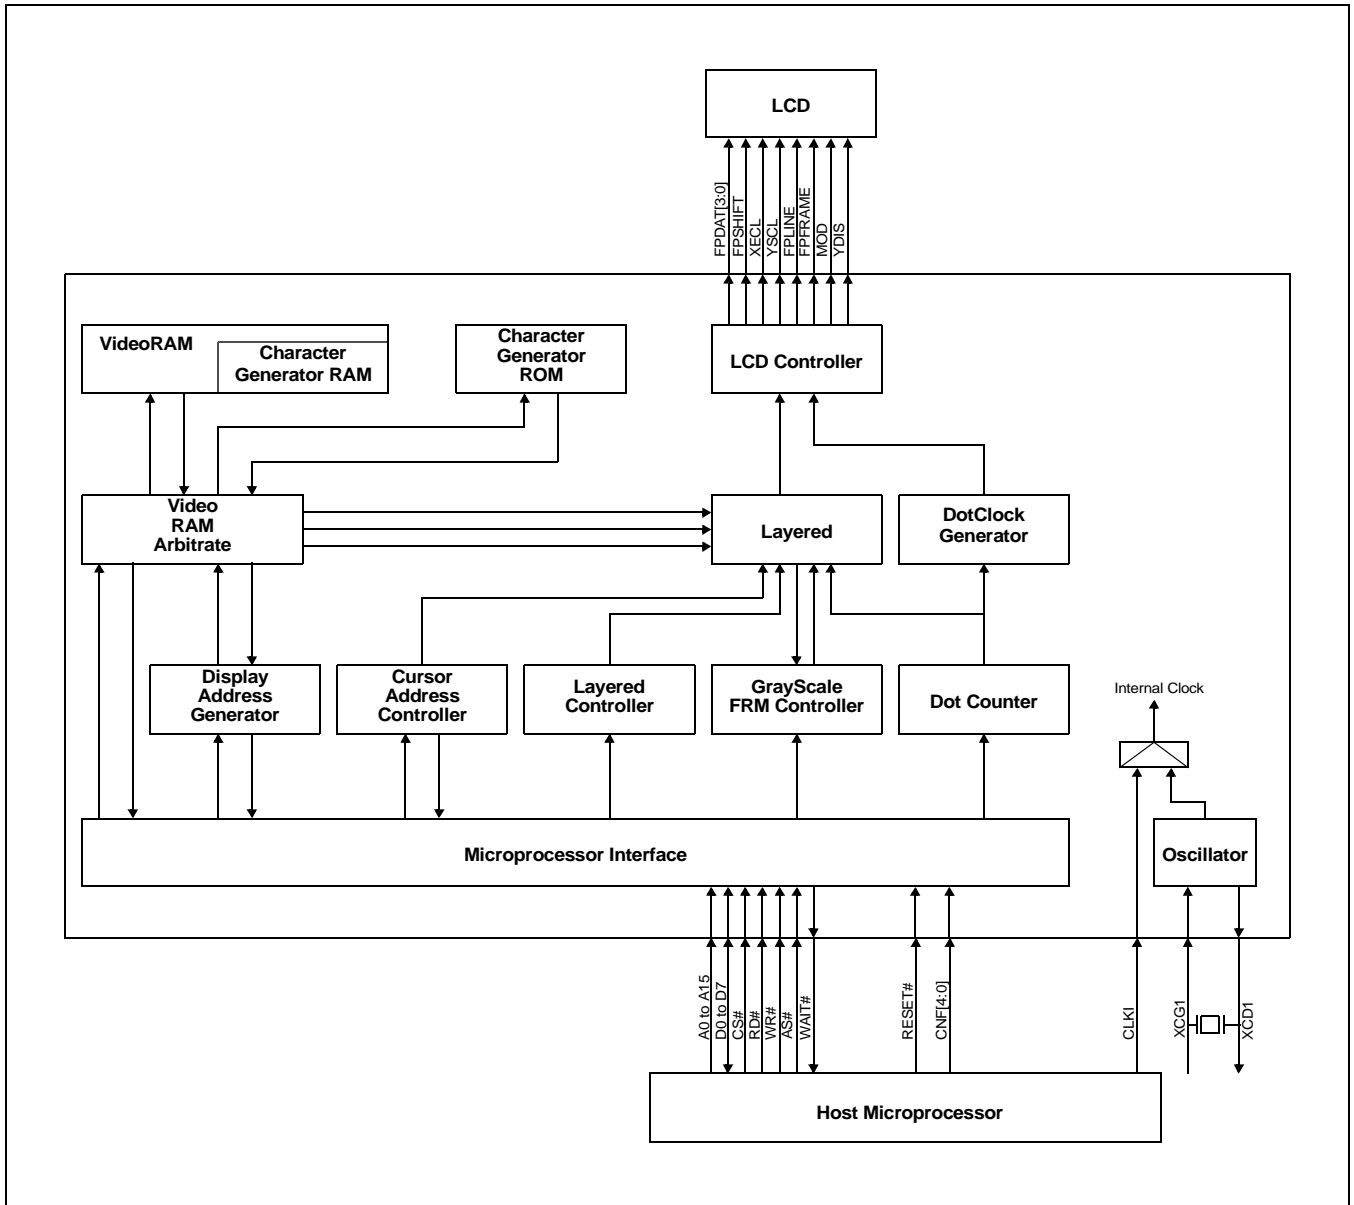 LCD
FPDAT[3:0]
FPSHIFT
XECL
YSCL
FPLINE
FPFRAME
MOD
YDIS
VideoRAM
Character
Generator RAM
Character
Generator
ROM
LCD Controller
Video
RAM
Arbitrate
Layered
DotClock
Generator
Display
Address
Generator
Cursor
Address
Controller
Layered
Controller
GrayScale
FRM Controller
Dot Counter
Internal Clock
Microprocessor Interface
Oscillator
A0 to A15
D0 to D7
CS#
RD#
WR#
AS#
WAIT#
RESET#
CNF[4:0]
CLKI
XCG1
XCD1
Host Microprocessor